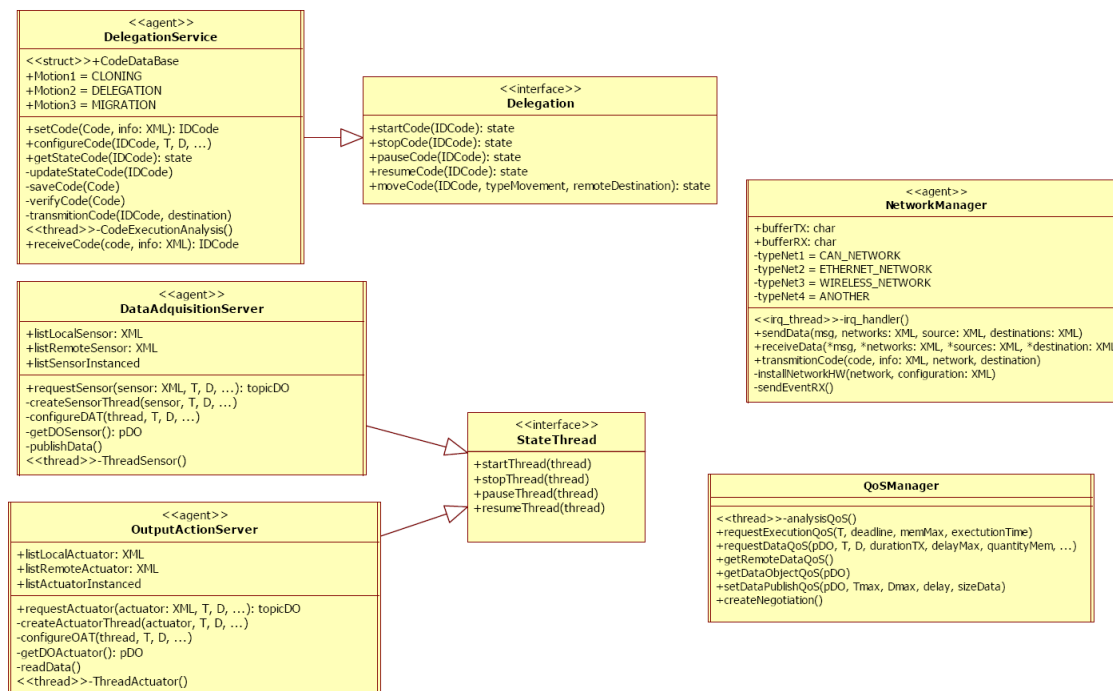 <<agent>>
DelegationService
<<struct>>+CodeDataBase
+Motion1 = CLONING
+Motion2 = DELEGATION
+Motion3 = MIGRATION
+setCode(Code, info: XML): IDCode
+configureCode(IDCode, T, D, ...)
+getStateCode(IDCode): state
-updateStateCode(IDCode)
-saveCode(Code)
-verifyCode(Code)
-transmitionCode(IDCode, destination)
<<thread>>-CodeExecutionAnalysis()
+receiveCode(code, info: XML): IDCode
<<interface>>
Delegation
+startCode(IDCode): state
+stopCode(IDCode): state
+pauseCode(IDCode): state
+resumeCode(IDCode): state
+moveCode(IDCode, typeMovement, remoteDestination): state
<<agent>>
NetworkManager
+bufferTX: char
+bufferRX: char
-typeNet1 = CAN_NETWORK
-typeNet2 = ETHERNET_NETWORK
-typeNet3 = WIRELESS_NETWORK
-typeNet4 = ANOTHER
<<irq_thread>>-irq_handler()
+sendData(msg, networks: XML, source: XML, destinations: XML)
+receiveData(*msg, *networks: XML, *sources: XML, *destination: XML
+transmitionCode(code, info: XML, network, destination)
-installNetworkHW(network, configuration: XML)
-sendEventRX()
<<agent>>
DataAdquisitionServer
+listLocalSensor: XML
+listRemoteSensor: XML
+listSensorInstanced
+requestSensor(sensor: XML, T, D, ...): topicDO
-createSensorThread(sensor, T, D, ...)
-configureDAT(thread, T, D, ...)
-getDOSensor(): pDO
-publishData()
<<thread>>-ThreadSensor()
<<interface>>
StateThread
+startThread(thread)
+stopThread(thread)
+pauseThread(thread)
+resumeThread(thread)
QoSManager
<<thread>>-analysisQoS()
+requestExecutionQoS(T, deadline, memMax, exectutionTime)
+requestDataQoS(pDO, T, D, durationTX, delayMax, quantityMem, ...)
+getRemoteDataQoS()
+getDataObjectQoS(pDO)
+setDataPublishQoS(pDO, Tmax, Dmax, delay, sizeData)
+createNegotiation()
<<agent>>
OutputActionServer
+listLocalActuator: XML
+listRemoteActuator: XML
+listActuatorInstanced
+requestActuator(actuator: XML, T, D, ...): topicDO
-createActuatorThread(actuator, T, D, ...)
-configureOAT(thread, T, D, ...)
-getDOActuator(): pDO
-readData()
<<thread>>-ThreadActuator()